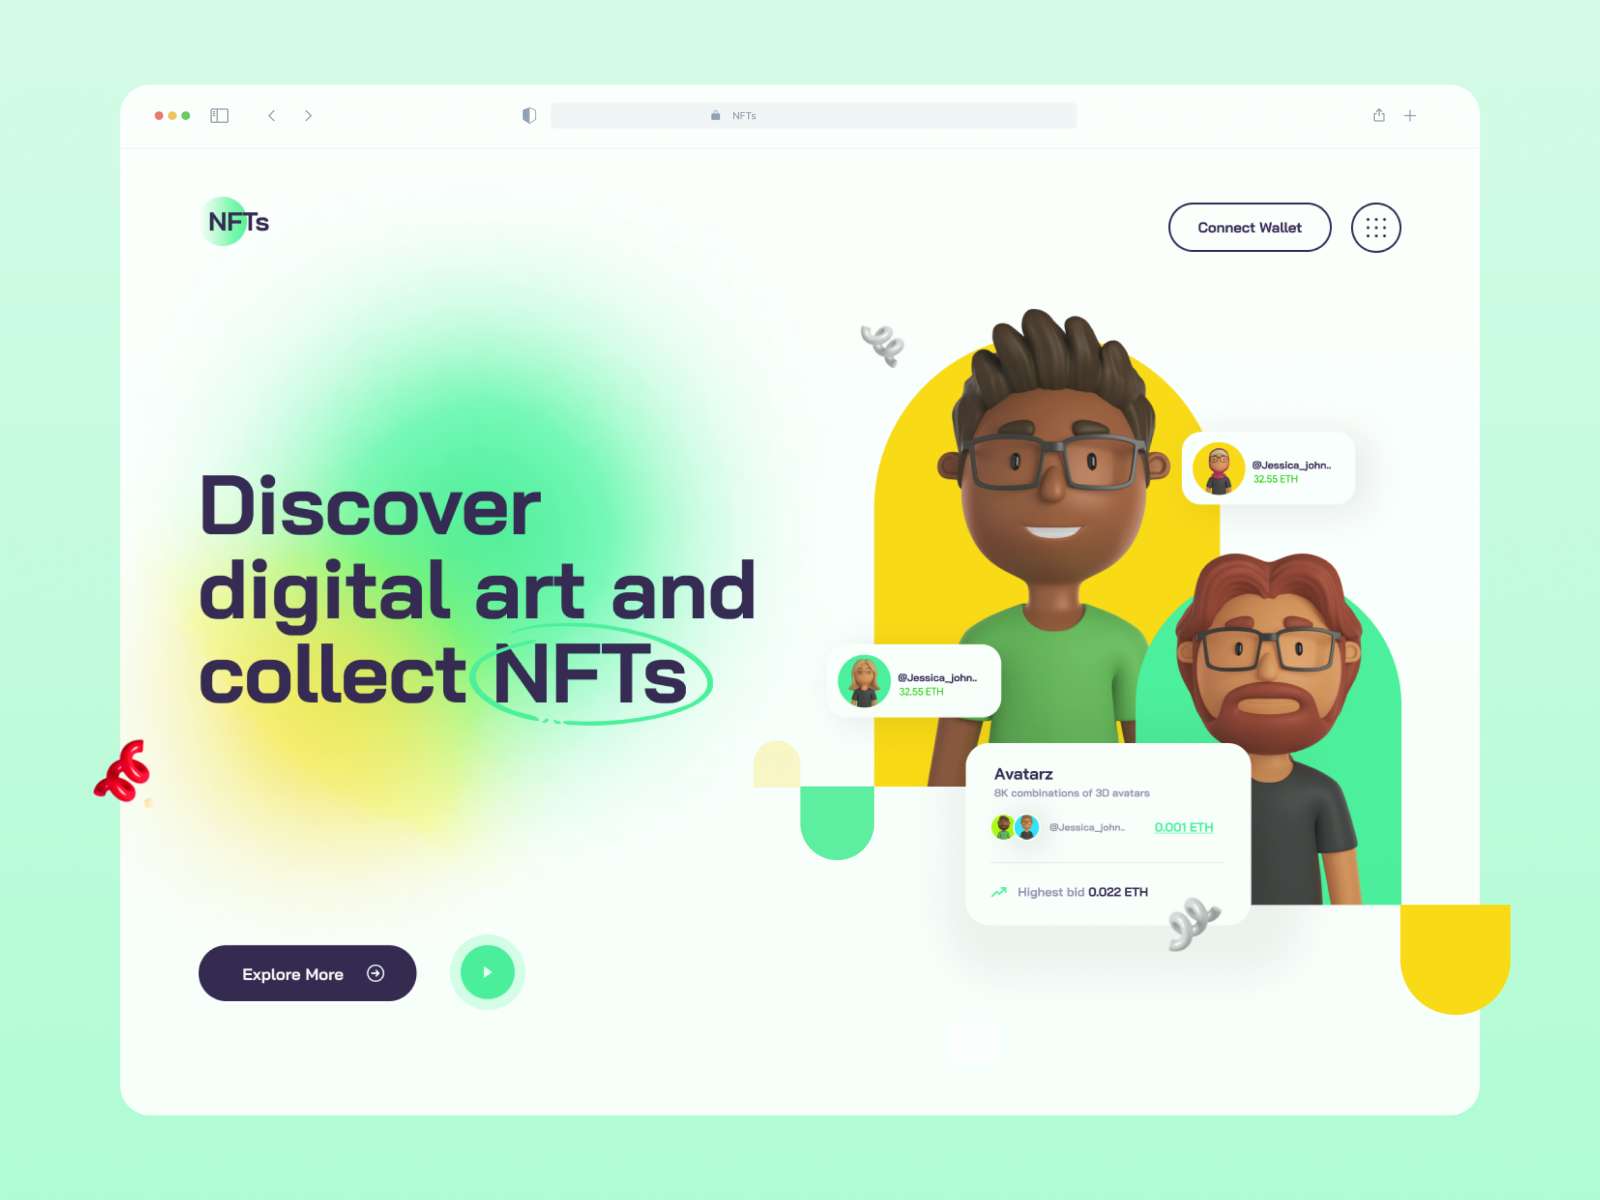 NFTs
NFTs
Connect Wallet
Discover
digital art and
collect NFTs
@Jessica_john..
32.55 ETH
@Jessica_john..
32.55 ETH
Avatarz
8K combinations of 3D avatars
@Jessica_john..
0.001 ETH
Highest bid 0.022 ETH
Explore More